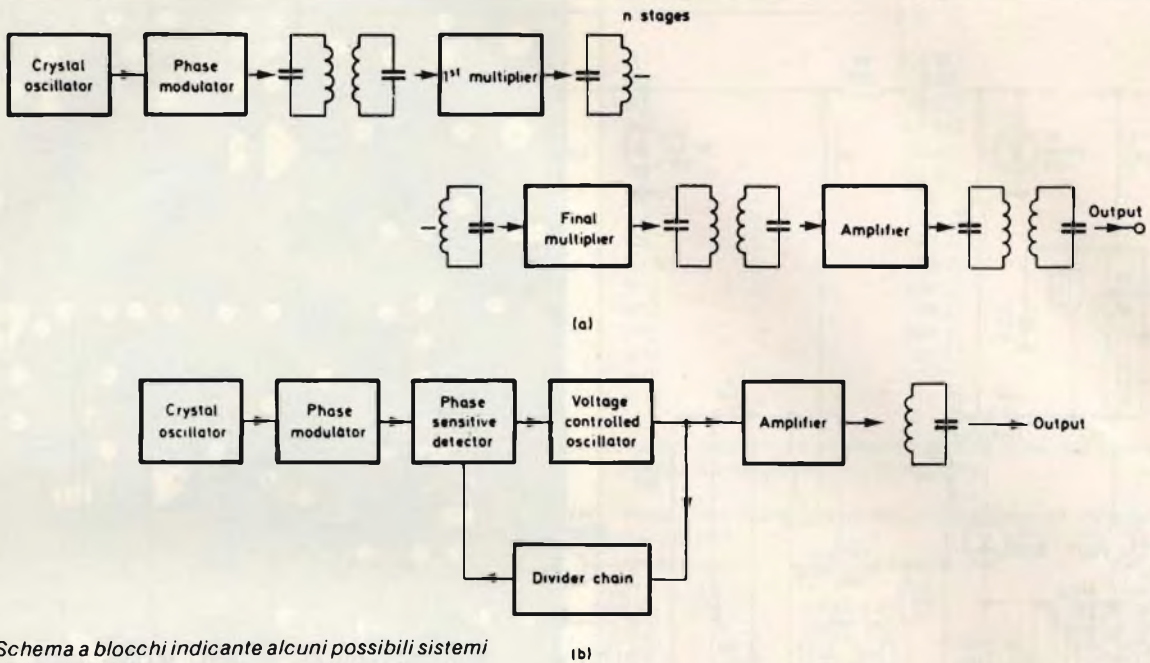 n stages
Crystal
oscillator
Phase
modulator
1st multiplier
Final
multiplier
Amplifier
Output
(a)
Crystal
oscillator
Phase
modulator
Phase
sensitive
detector
Voltage
controlled
oscillator
Amplifier
Output
Divider chain
Schema a blocchi indicante alcuni possibili sistemi
(b)